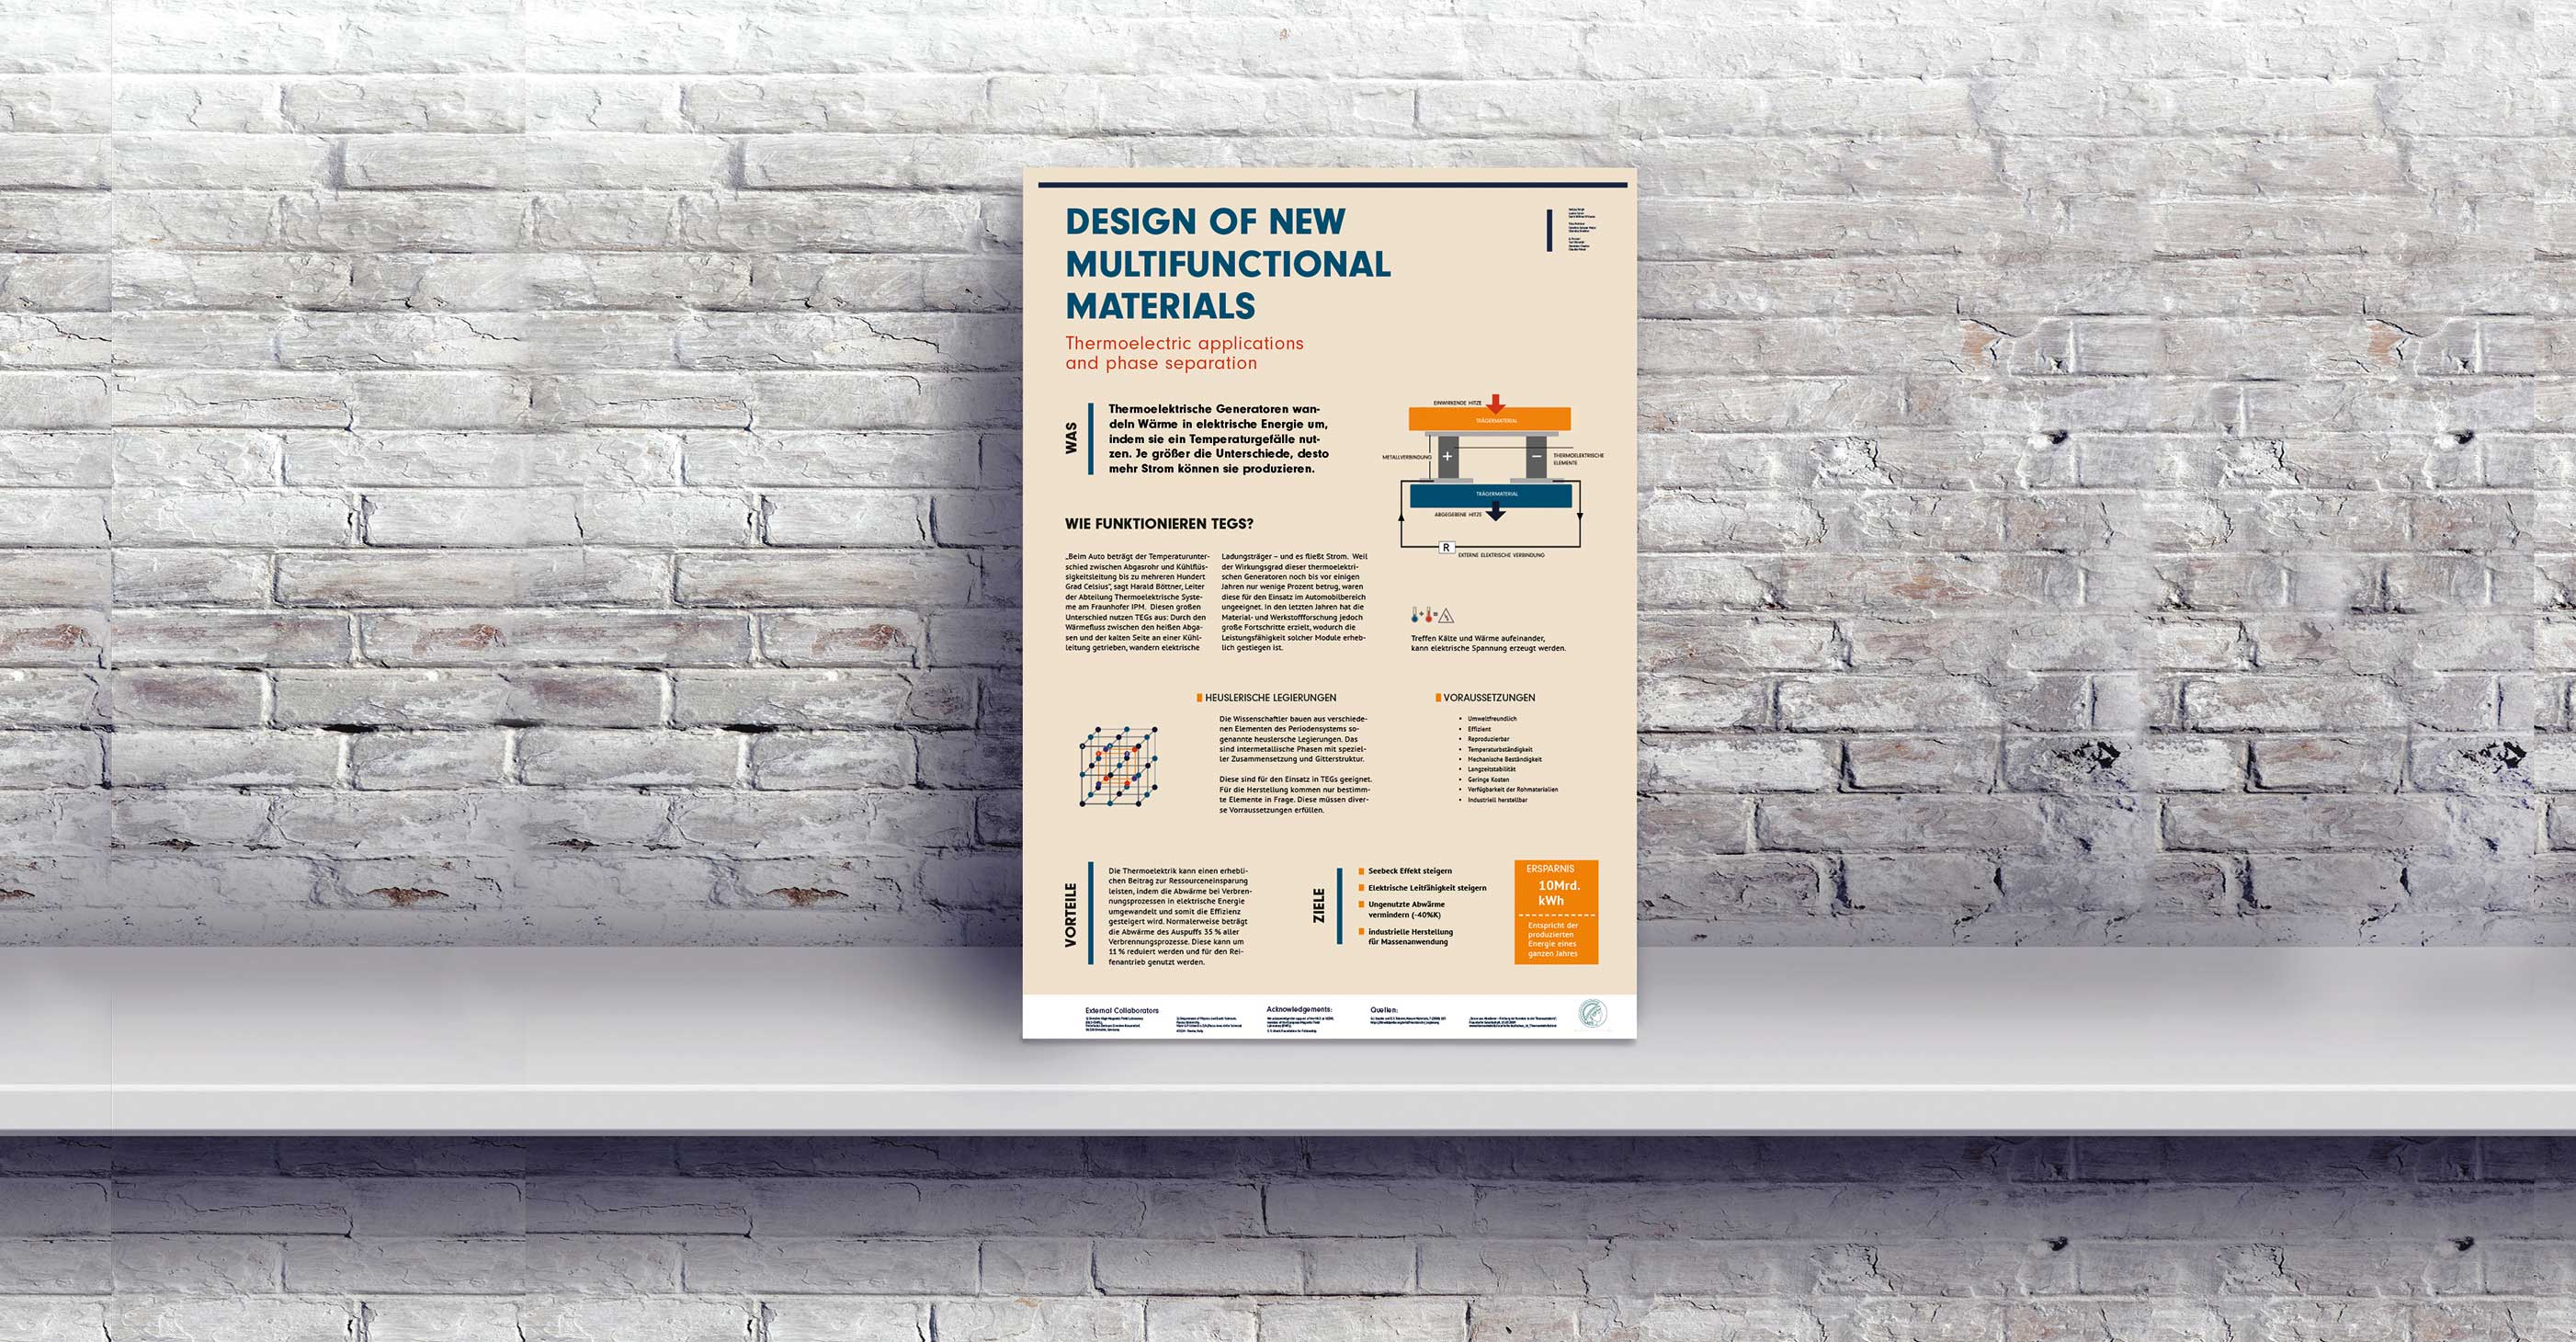 DESIGN OF NEW
MULTIFUNCTIONAL
MATERIALS
Thermoelectric applications
and phase separation
WAS
Thermoelektrische Generatoren wan-
deln Wärme in elektrische Energie um,
indem sie ein Temperaturgefälle nut-
zen. Je größer die Unterschiede, desto
mehr Strom können sie produzieren.
EINWIRKENDE HITZE
TRÄGERMATERIAL
METALLVERBINDUNG
+
−
THERMOELEKTRISCHE
ELEMENTE
TRÄGERMATERIAL
ABGEGEBENE HITZE
R
EXTERNE ELEKTRISCHE VERBINDUNG
WIE FUNKTIONIEREN TEGS?
„Beim Auto beträgt der Temperaturunter-
schied zwischen Abgasrohr und Kühlflüs-
sigkeitsleitung bis zu mehreren Hundert
Grad Celsius", sagt Harald Böttner, Leiter
der Abteilung Thermoelektrische Syste-
me am Fraunhofer IPM. Diesen großen
Unterschied nutzen TEGs aus: Durch den
Wärmefluss zwischen den heißen Abga-
sen und der kalten Seite an einer Kühl-
leitung getrieben, wandern elektrische
Ladungsträger – und es fließt Strom. Weil
der Wirkungsgrad dieser thermoelektri-
schen Generatoren noch bis vor einigen
Jahren nur wenige Prozent betrug, waren
diese für den Einsatz im Automobilbereich
ungeeignet. In den letzten Jahren hat die
Material- und Werkstoffforschung jedoch
große Fortschritte erzielt, wodurch die
Leistungsfähigkeit solcher Module erheb-
lich gestiegen ist.
Treffen Kälte und Wärme aufeinander,
kann elektrische Spannung erzeugt werden.
HEUSLERISCHE LEGIERUNGEN
Die Wissenschaftler bauen aus verschiede-
nen Elementen des Periodensystems so-
genannte heuslersche Legierungen. Das
sind intermetallische Phasen mit speziel-
ler Zusammensetzung und Gitterstruktur.
Diese sind für den Einsatz in TEGs geeignet.
Für die Herstellung kommen nur bestimm-
te Elemente in Frage. Diese müssen diver-
se Vorraussetzungen erfüllen.
VORAUSSETZUNGEN
• Umweltfreundlich
• Effizient
• Reproduzierbar
• Temperaturbständigkeit
• Mechanische Beständigkeit
• Langzeitstabilität
• Geringe Kosten
• Verfügbarkeit der Rohmaterialien
• Industriell herstellbar
VORTEILE
Die Thermoelektrik kann einen erhebli-
chen Beitrag zur Ressourceneinsparung
leisten, indem die Abwärme bei Verbren-
nungsprozessen in elektrische Energie
umgewandelt und somit die Effizienz
gesteigert wird. Normalerweise beträgt
die Abwärme des Auspuffs 35 % aller
Verbrennungsprozesse. Diese kann um
11 % reduiert werden und für den Rei-
fenantrieb genutzt werden.
ZIELE
Seebeck Effekt steigern
Elektrische Leitfähigkeit steigern
Ungenutzte Abwärme
vermindern (-40%K)
industrielle Herstellung
für Massenanwendung
ERSPARNIS
10Mrd.
kWh
Entspricht der
produzierten
Energie eines
ganzen Jahres
External Collaborators
Acknowledgements:
Quellen: